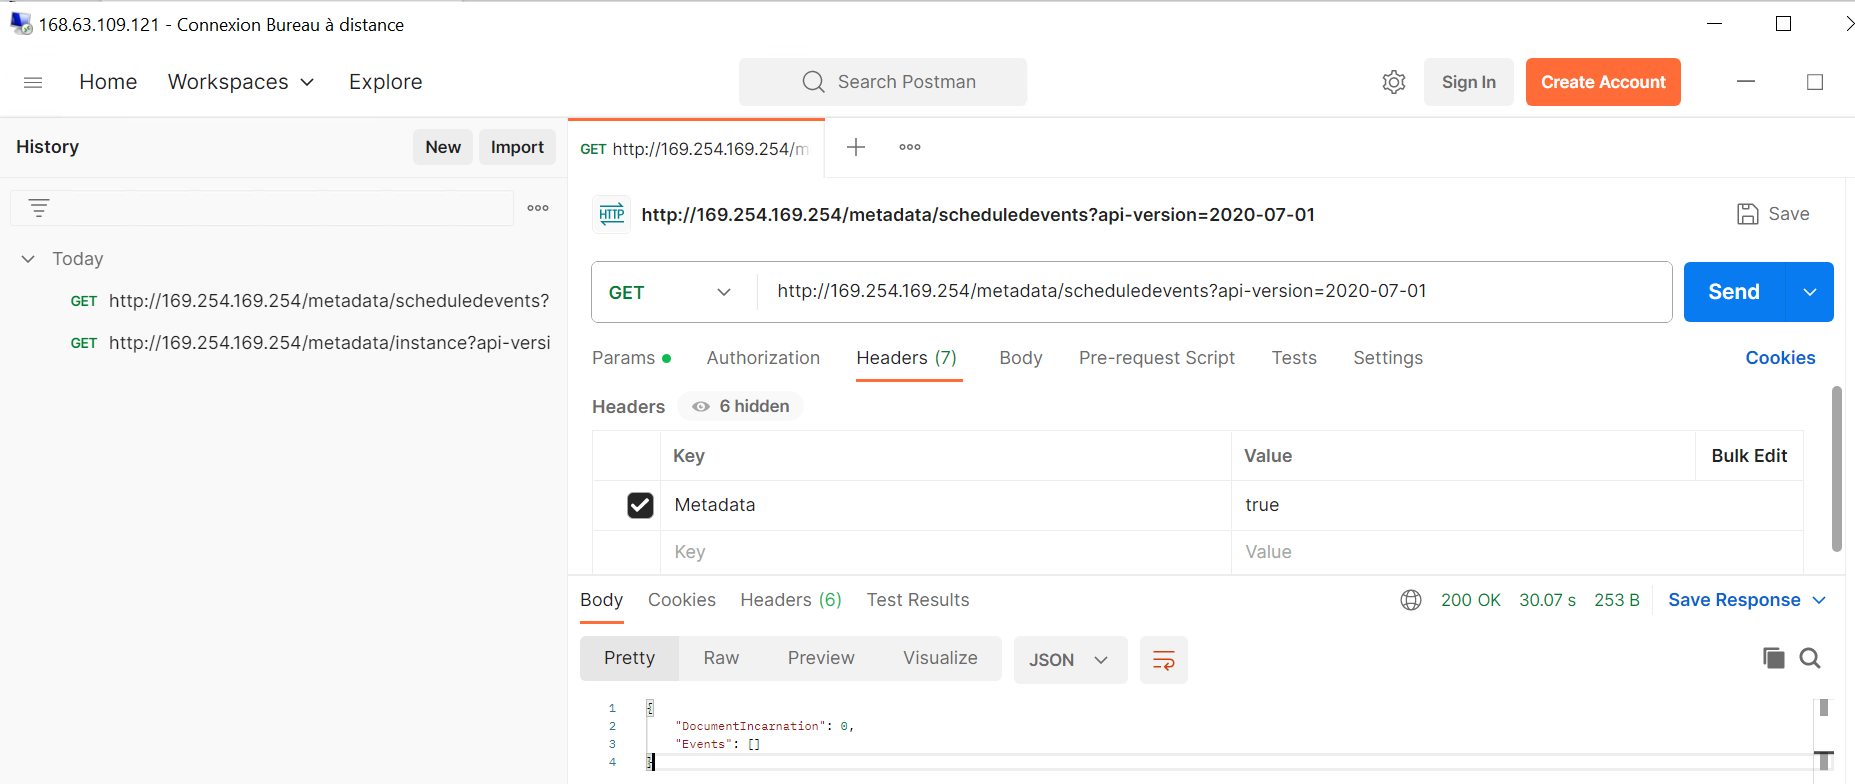 168.63.109.121 - Connexion Bureau à distance
Home Workspaces Explore Search Postman Sign In Create Account
History New Import
GET http://169.254.169.254/m
HTTP http://169.254.169.254/metadata/scheduledevents?api-version=2020-07-01 Save
Today
GET http://169.254.169.254/metadata/scheduledevents?
GET http://169.254.169.254/metadata/instance?api-versi
GET http://169.254.169.254/metadata/scheduledevents?api-version=2020-07-01 Send
Params Authorization Headers (7) Body Pre-request Script Tests Settings Cookies
Headers 6 hidden
Key Value Bulk Edit
Metadata true
Key Value
Body Cookies Headers (6) Test Results 200 OK 30.07 s 253 B Save Response
Pretty Raw Preview Visualize JSON
1 {
2 "DocumentIncarnation": 0,
3 "Events": []
4 }